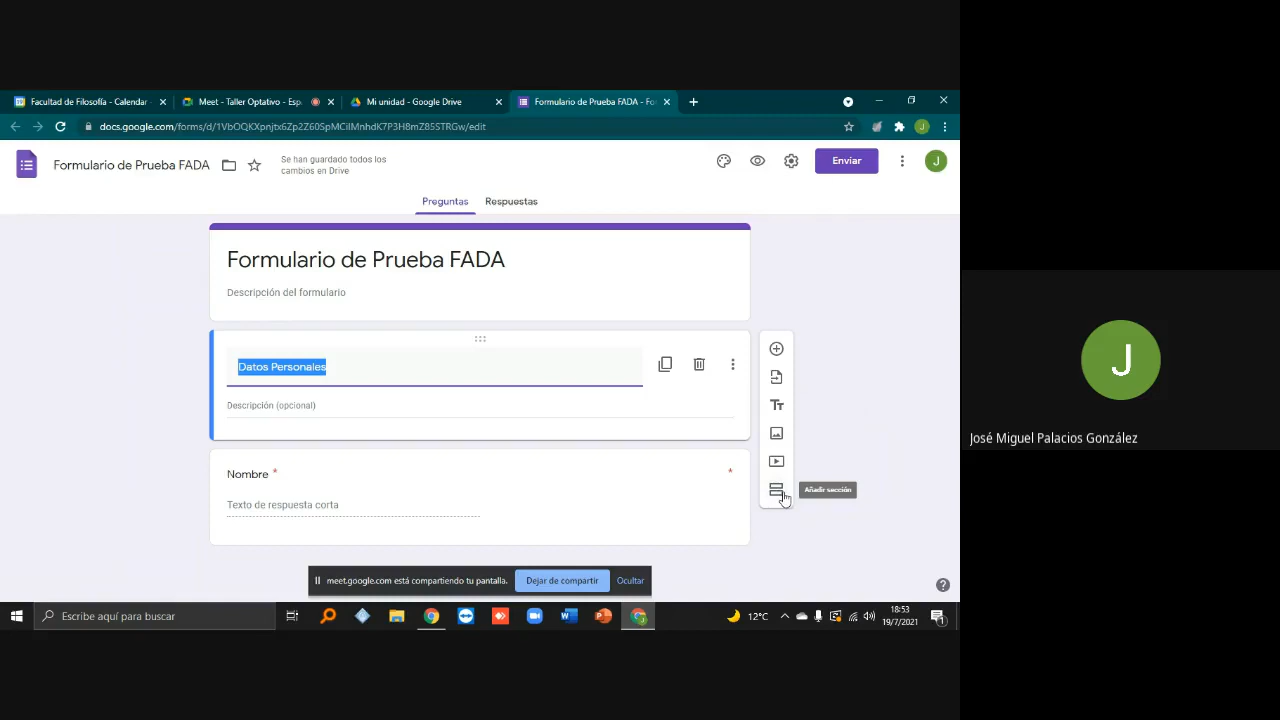 Facultad de Filosofía - Calendar
Meet - Taller Optativo - Esp
Mi unidad - Google Drive
Formulario de Prueba FADA - Fo
docs.google.com/forms/d/1VbOQKXpnjtx6Zp2Z60SpMCiIMnhdK7P3H8mZ85STRGw/edit
J
Formulario de Prueba FADA
Se han guardado todos los
cambios en Drive
Enviar
J
Preguntas
Respuestas
Formulario de Prueba FADA
Descripción del formulario
Datos Personales
Descripción (opcional)
Nombre *
*
Texto de respuesta corta
Añadir sección
meet.google.com está compartiendo tu pantalla.
Dejar de compartir
Ocultar
Escribe aquí para buscar
12°C
18:53
19/7/2021
1
J
José Miguel Palacios González